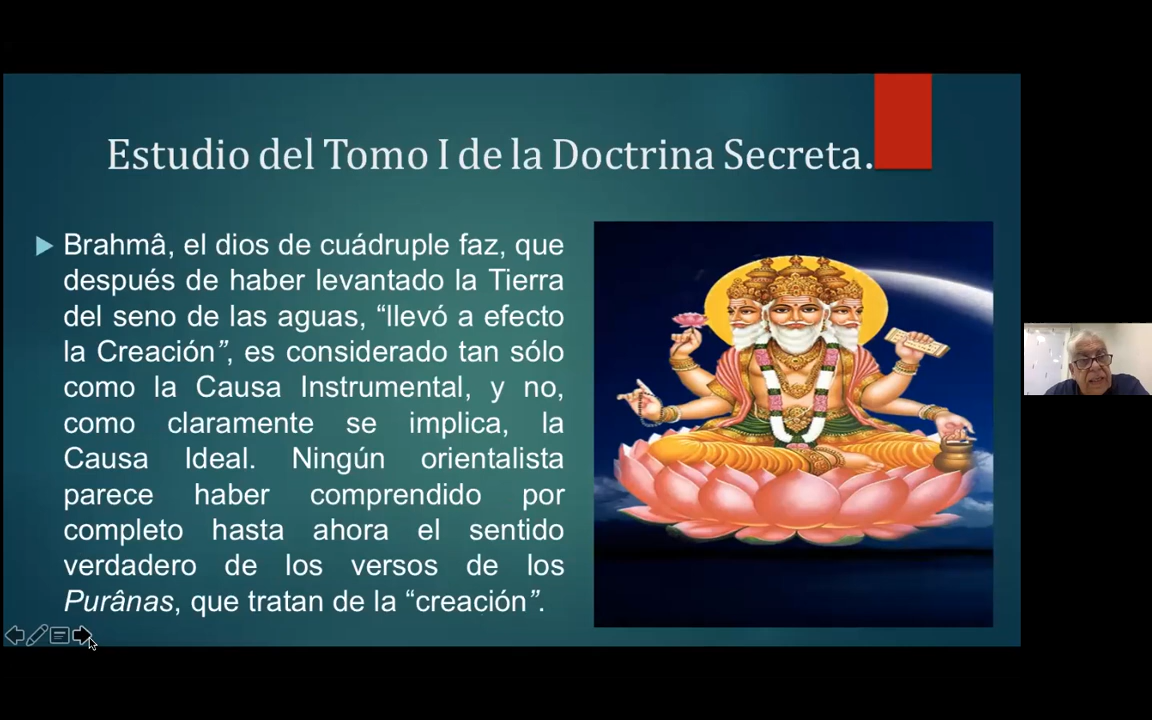 Estudio del Tomo I de la Doctrina Secreta.
Brahmâ, el dios de cuádruple faz, que
después de haber levantado la Tierra
del seno de las aguas, “llevó a efecto
la Creación”, es considerado tan sólo
como la Causa Instrumental, y no,
como claramente se implica, la
Causa Ideal. Ningún orientalista
parece haber comprendido por
completo hasta ahora el sentido
verdadero de los versos de los
Purânas, que tratan de la “creación”.